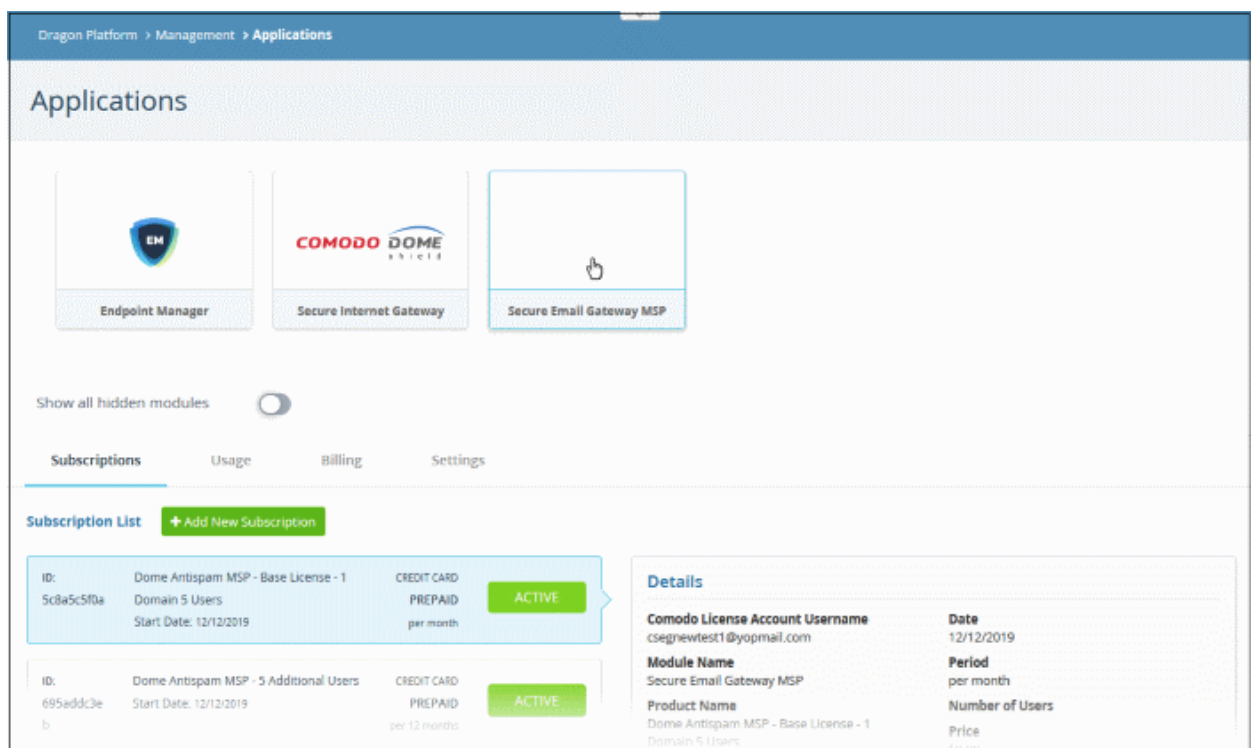 Dragon Platform > Management > Applications
Applications
EM
COMODO DOME
shield
Endpoint Manager
Secure Internet Gateway
Secure Email Gateway MSP
Show all hidden modules
Subscriptions Usage Billing Settings
Subscription List + Add New Subscription
ID: Dome Antispam MSP - Base License - 1 CREDIT CARD
5c8a5c5f0a Domain 5 Users PREPAID ACTIVE
Start Date: 12/12/2019 per month
ID: Dome Antispam MSP - 5 Additional Users CREDIT CARD
695addc3e Start Date: 12/12/2019 PREPAID ACTIVE
b per 12 months
Details
Comodo License Account Username Date
csegnewtest1@yopmail.com 12/12/2019
Module Name Period
Secure Email Gateway MSP per month
Product Name Number of Users
Dome Antispam MSP - Base License - 1 Price
Domain 5 Users